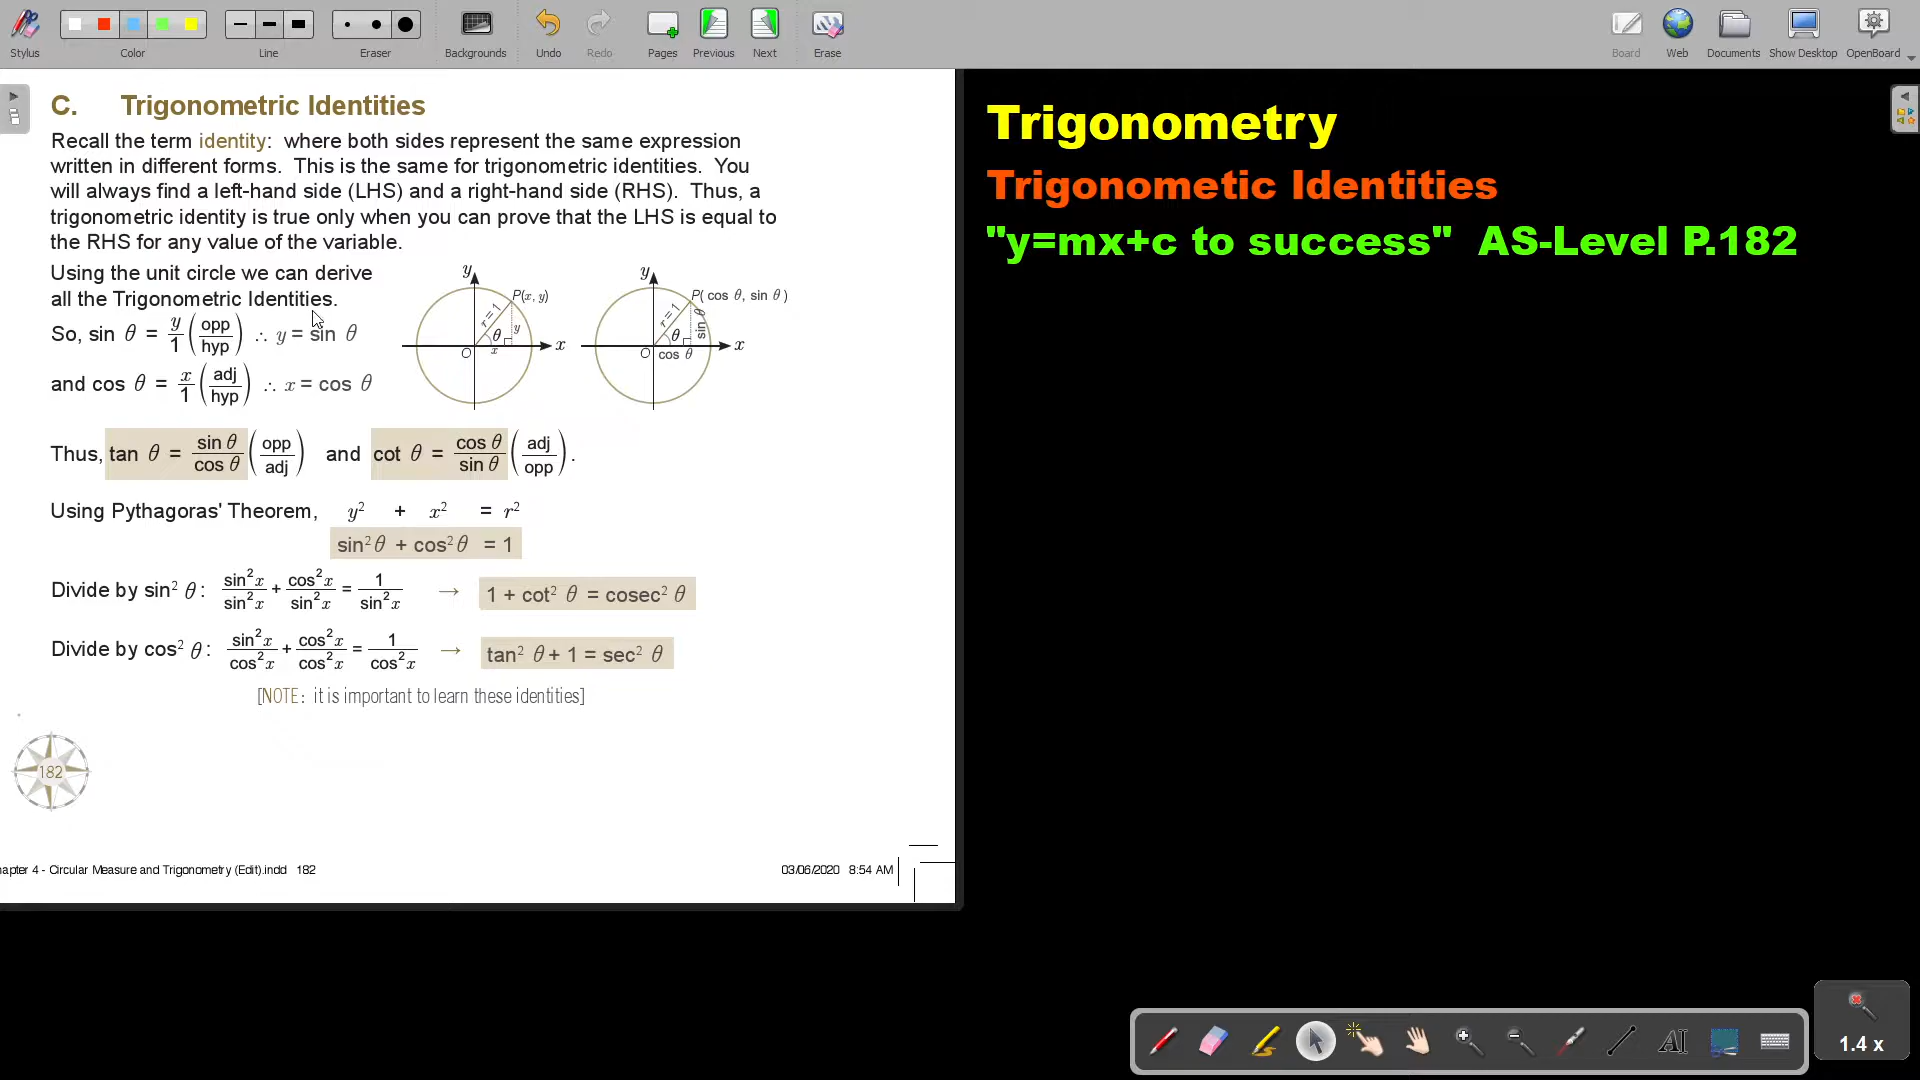 Stylus Color Line Eraser Backgrounds Undo Redo Pages Previous Next Erase Board Web Documents Show Desktop OpenBoard
C. Trigonometric Identities
Recall the term identity: where both sides represent the same expression
written in different forms. This is the same for trigonometric identities. You
will always find a left-hand side (LHS) and a right-hand side (RHS). Thus, a
trigonometric identity is true only when you can prove that the LHS is equal to
the RHS for any value of the variable.
Using the unit circle we can derive
all the Trigonometric Identities.
So, sin θ = y/1 (opp/hyp) ∴ y = sin θ
and cos θ = x/1 (adj/hyp) ∴ x = cos θ
y P(x, y) r = 1 θ y O x x
y P( cos θ, sin θ ) r = 1 θ sin θ O cos θ x
Thus, tan θ = sin θ/cos θ (opp/adj) and cot θ = cos θ/sin θ (adj/opp).
Using Pythagoras' Theorem, y² + x² = r²
sin²θ + cos²θ = 1
Divide by sin² θ: sin²x/sin²x + cos²x/sin²x = 1/sin²x → 1 + cot² θ = cosec² θ
Divide by cos² θ: sin²x/cos²x + cos²x/cos²x = 1/cos²x → tan² θ + 1 = sec² θ
[NOTE: it is important to learn these identities]
182
apter 4 - Circular Measure and Trigonometry (Edit).indd 182
03/06/2020 8:54 AM
Trigonometry
Trigonometic Identities
"y=mx+c to success" AS-Level P.182
AI
1.4 x